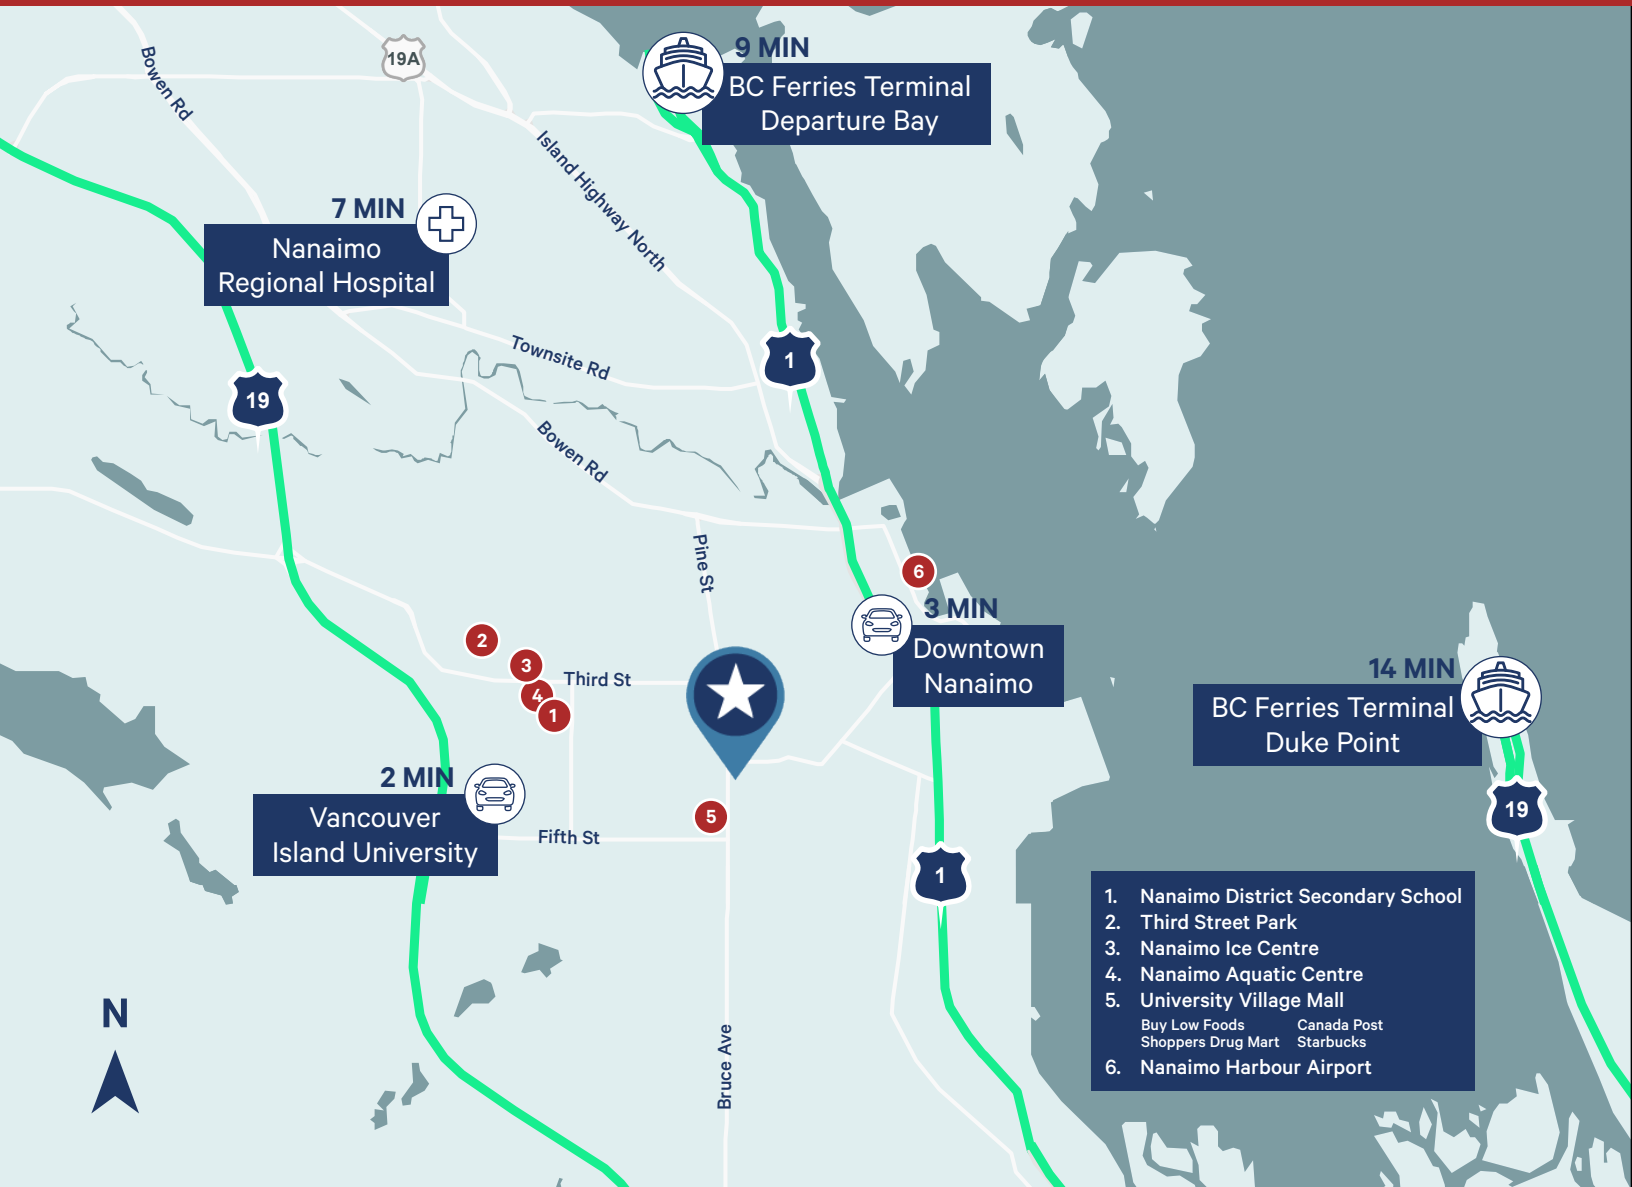 19A
Bowen Rd
9 MIN
BC Ferries Terminal
Departure Bay
Island Highway North
7 MIN
Nanaimo
Regional Hospital
Townsite Rd
1
19
Bowen Rd
Pine St
6
3 MIN
Downtown
Nanaimo
2
3
4
1
Third St
14 MIN
BC Ferries Terminal
Duke Point
2 MIN
Vancouver
Island University
5
Fifth St
19
1
1. Nanaimo District Secondary School
2. Third Street Park
3. Nanaimo Ice Centre
4. Nanaimo Aquatic Centre
5. University Village Mall
Buy Low Foods Canada Post
Shoppers Drug Mart Starbucks
6. Nanaimo Harbour Airport
N
Bruce Ave